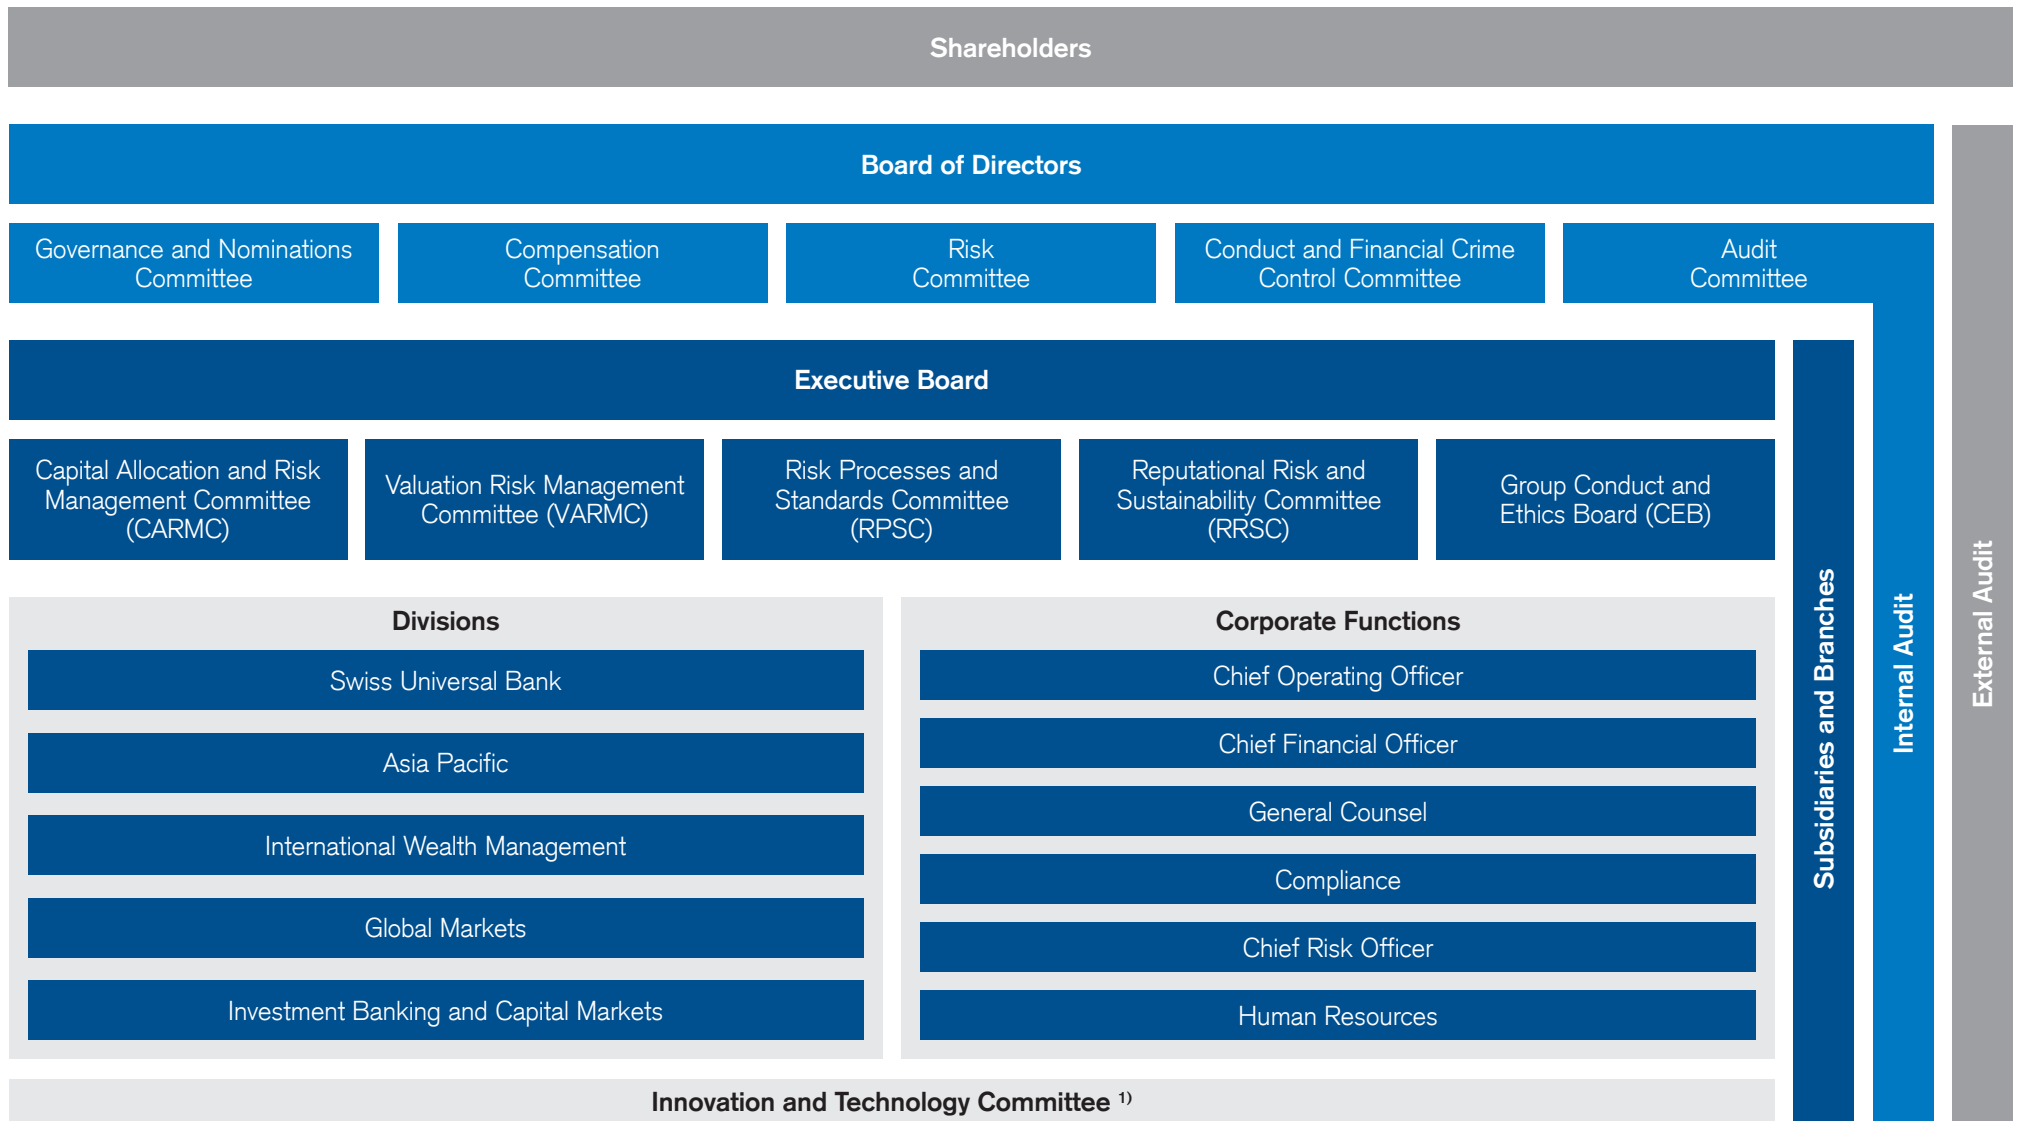 Shareholders
Board of Directors
Governance and Nominations
Committee
Compensation
Committee
Risk
Committee
Conduct and Financial Crime
Control Committee
Audit
Committee
Executive Board
Capital Allocation and Risk
Management Committee
(CARMC)
Valuation Risk Management
Committee (VARMC)
Risk Processes and
Standards Committee
(RPSC)
Reputational Risk and
Sustainability Committee
(RRSC)
Group Conduct and
Ethics Board (CEB)
Divisions
Swiss Universal Bank
Asia Pacific
International Wealth Management
Global Markets
Investment Banking and Capital Markets
Corporate Functions
Chief Operating Officer
Chief Financial Officer
General Counsel
Compliance
Chief Risk Officer
Human Resources
Innovation and Technology Committee 1)
Subsidiaries and Branches
Internal Audit
External Audit